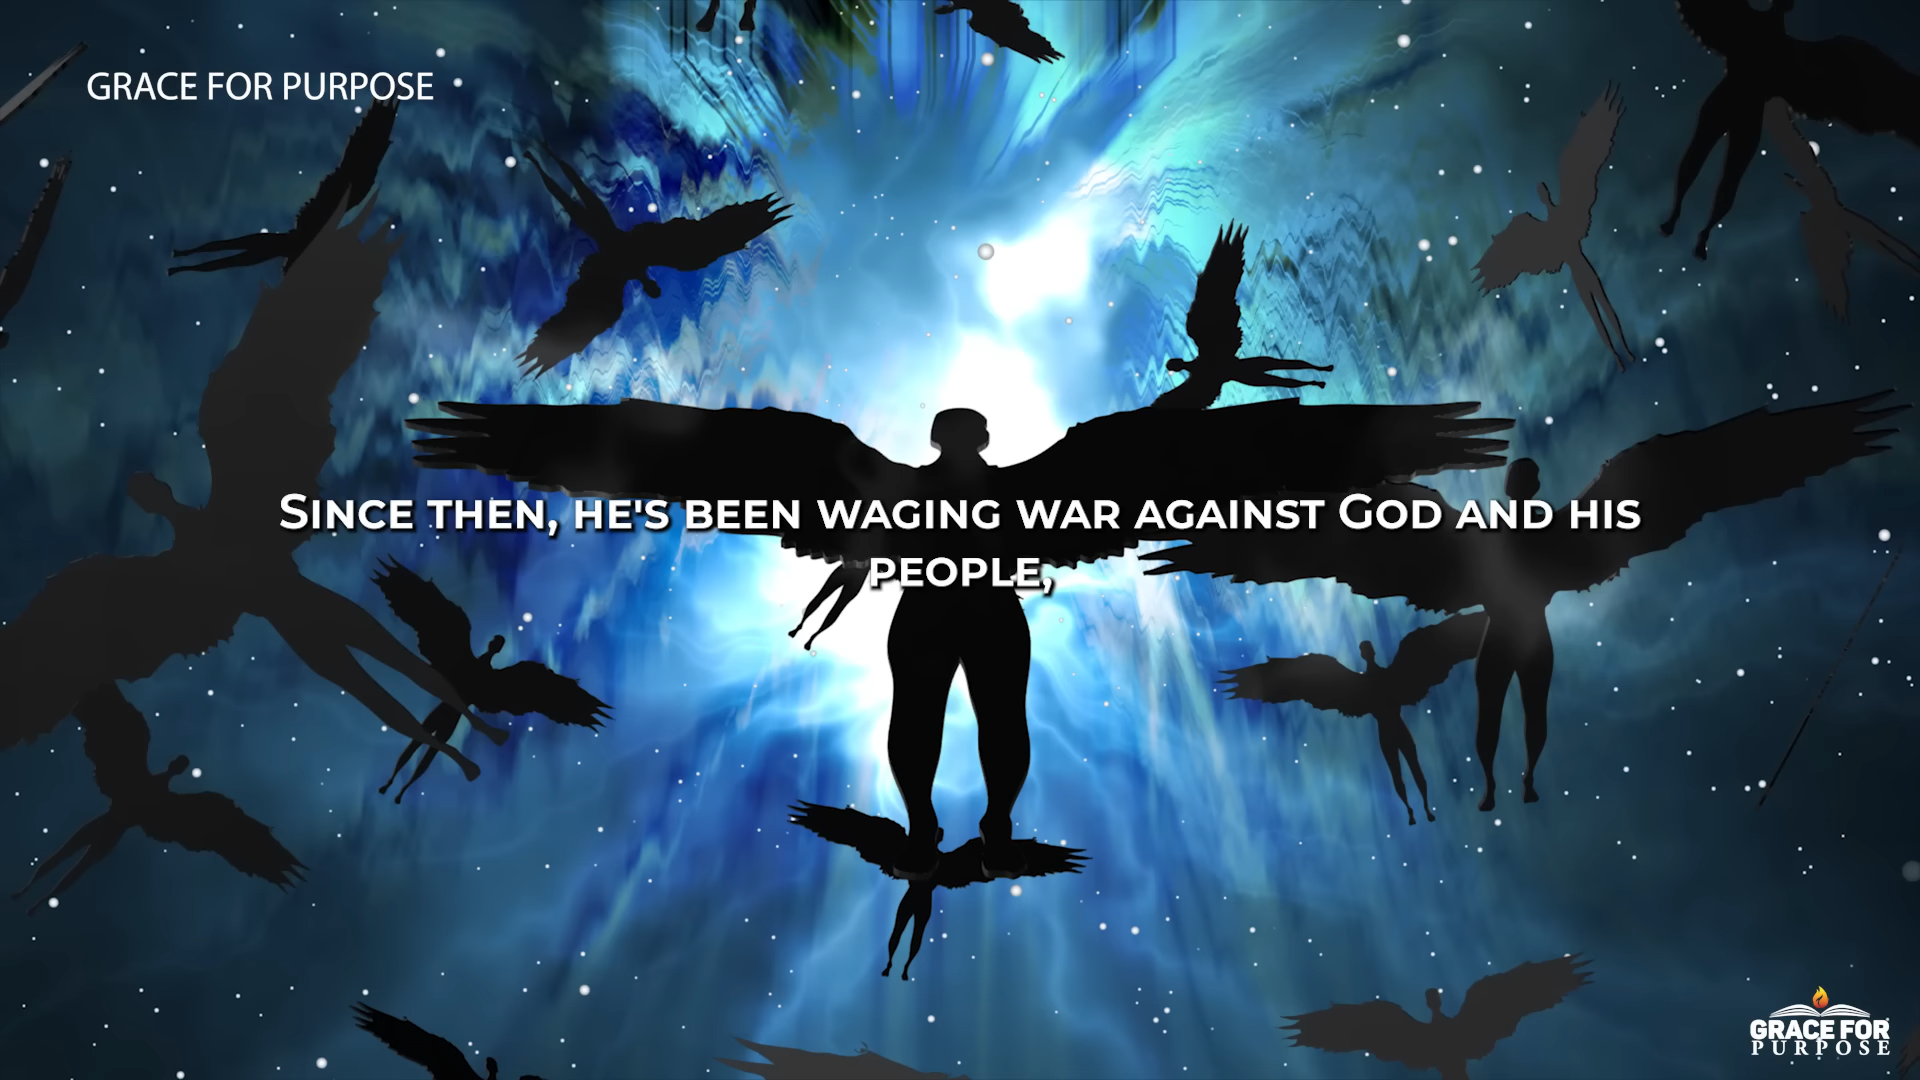 GRACE FOR PURPOSE
Since then, he's been waging war against God and his
people,
GRACE FOR
PURPOSE